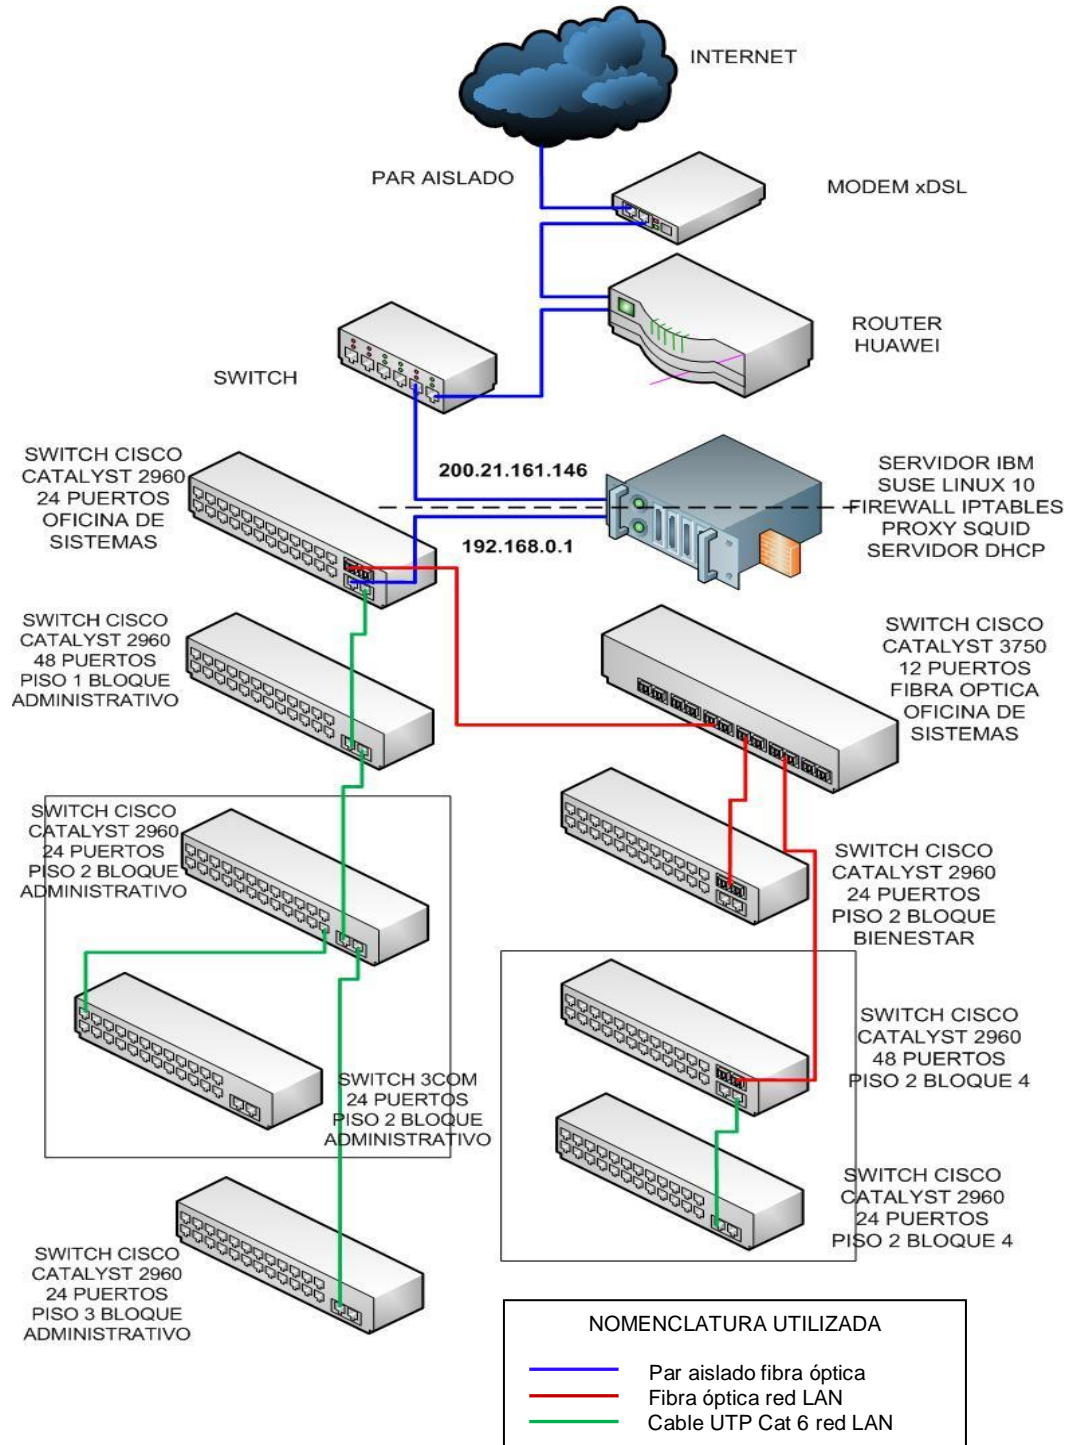 INTERNET
PAR AISLADO
MODEM xDSL
ROUTER
HUAWEI
SWITCH
SWITCH CISCO
CATALYST 2960
24 PUERTOS
OFICINA DE
SISTEMAS
200.21.161.146
192.168.0.1
SERVIDOR IBM
SUSE LINUX 10
FIREWALL IPTABLES
PROXY SQUID
SERVIDOR DHCP
SWITCH CISCO
CATALYST 2960
48 PUERTOS
PISO 1 BLOQUE
ADMINISTRATIVO
SWITCH CISCO
CATALYST 3750
12 PUERTOS
FIBRA OPTICA
OFICINA DE
SISTEMAS
SWITCH CISCO
CATALYST 2960
24 PUERTOS
PISO 2 BLOQUE
ADMINISTRATIVO
SWITCH CISCO
CATALYST 2960
24 PUERTOS
PISO 2 BLOQUE
BIENESTAR
SWITCH 3COM
24 PUERTOS
PISO 2 BLOQUE
ADMINISTRATIVO
SWITCH CISCO
CATALYST 2960
48 PUERTOS
PISO 2 BLOQUE 4
SWITCH CISCO
CATALYST 2960
24 PUERTOS
PISO 2 BLOQUE 4
SWITCH CISCO
CATALYST 2960
24 PUERTOS
PISO 3 BLOQUE
ADMINISTRATIVO
NOMENCLATURA UTILIZADA
Par aislado fibra óptica
Fibra óptica red LAN
Cable UTP Cat 6 red LAN